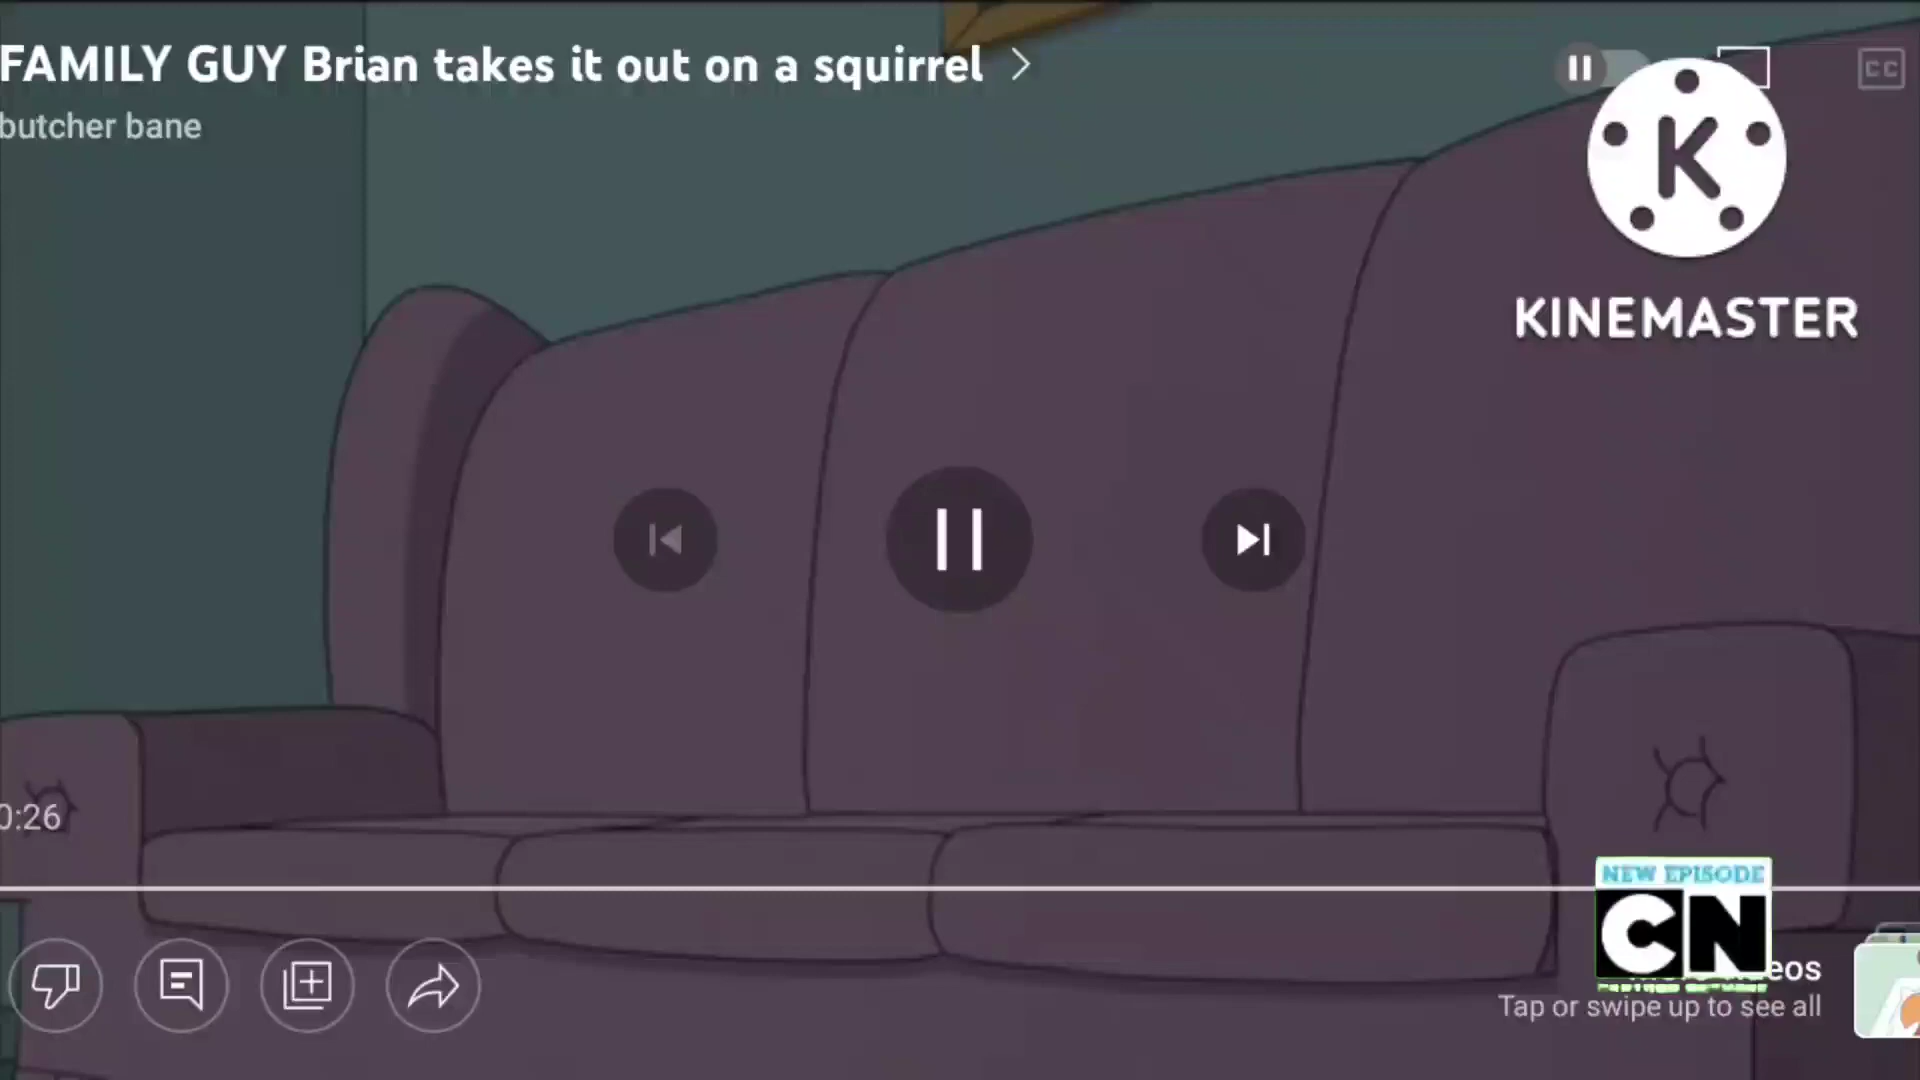 FAMILY GUY Brian takes it out on a squirrel
butcher bane
CC
K
KINEMASTER
0:26
NEW EPISODE
CN
eos
Tap or swipe up to see all